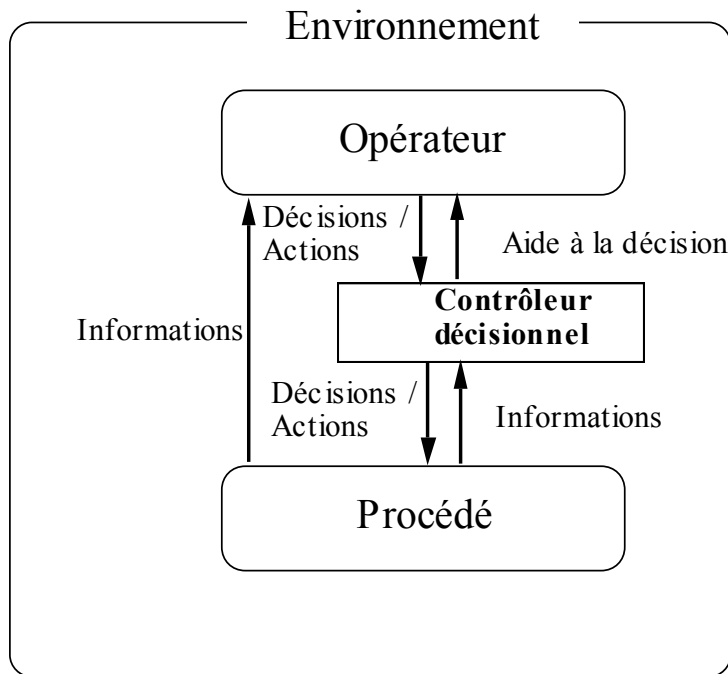 Environnement
Opérateur
Décisions /
Actions
Aide à la décision
Contrôleur
décisionnel
Informations
Décisions /
Actions
Informations
Procédé